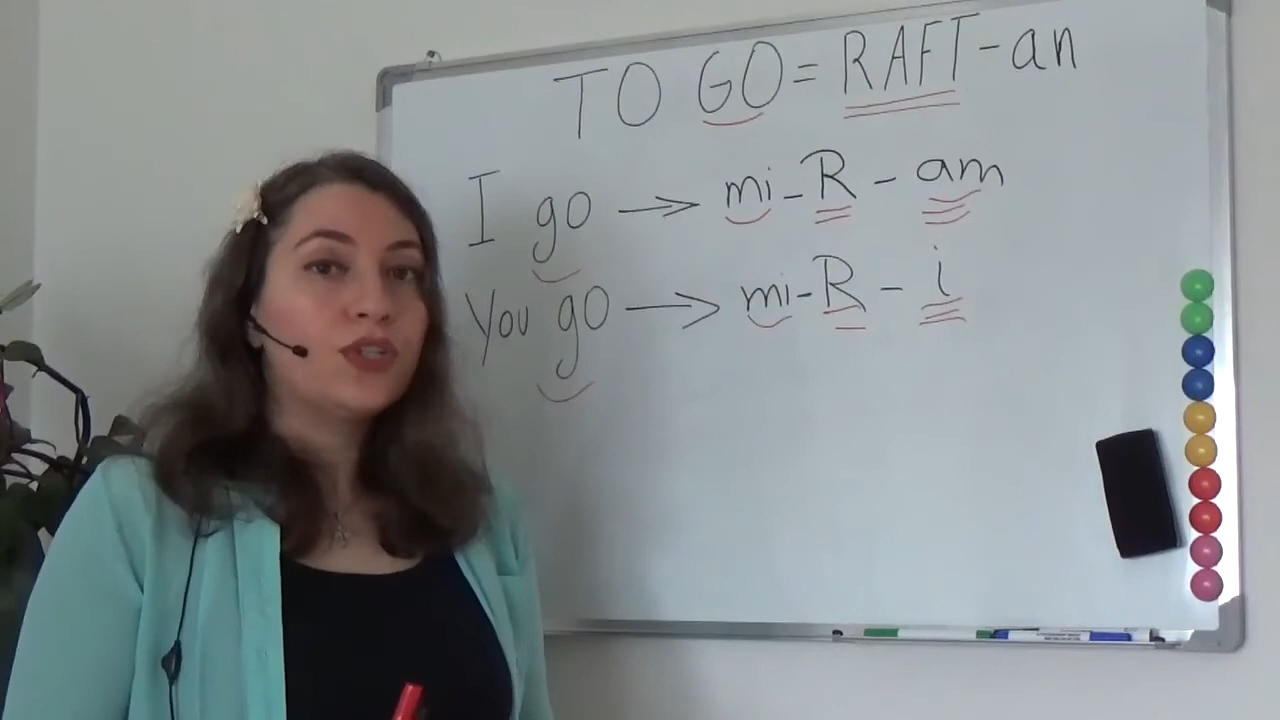 TO GO = RAFT-an
I go → mi-R-am
You go → mi-R-i